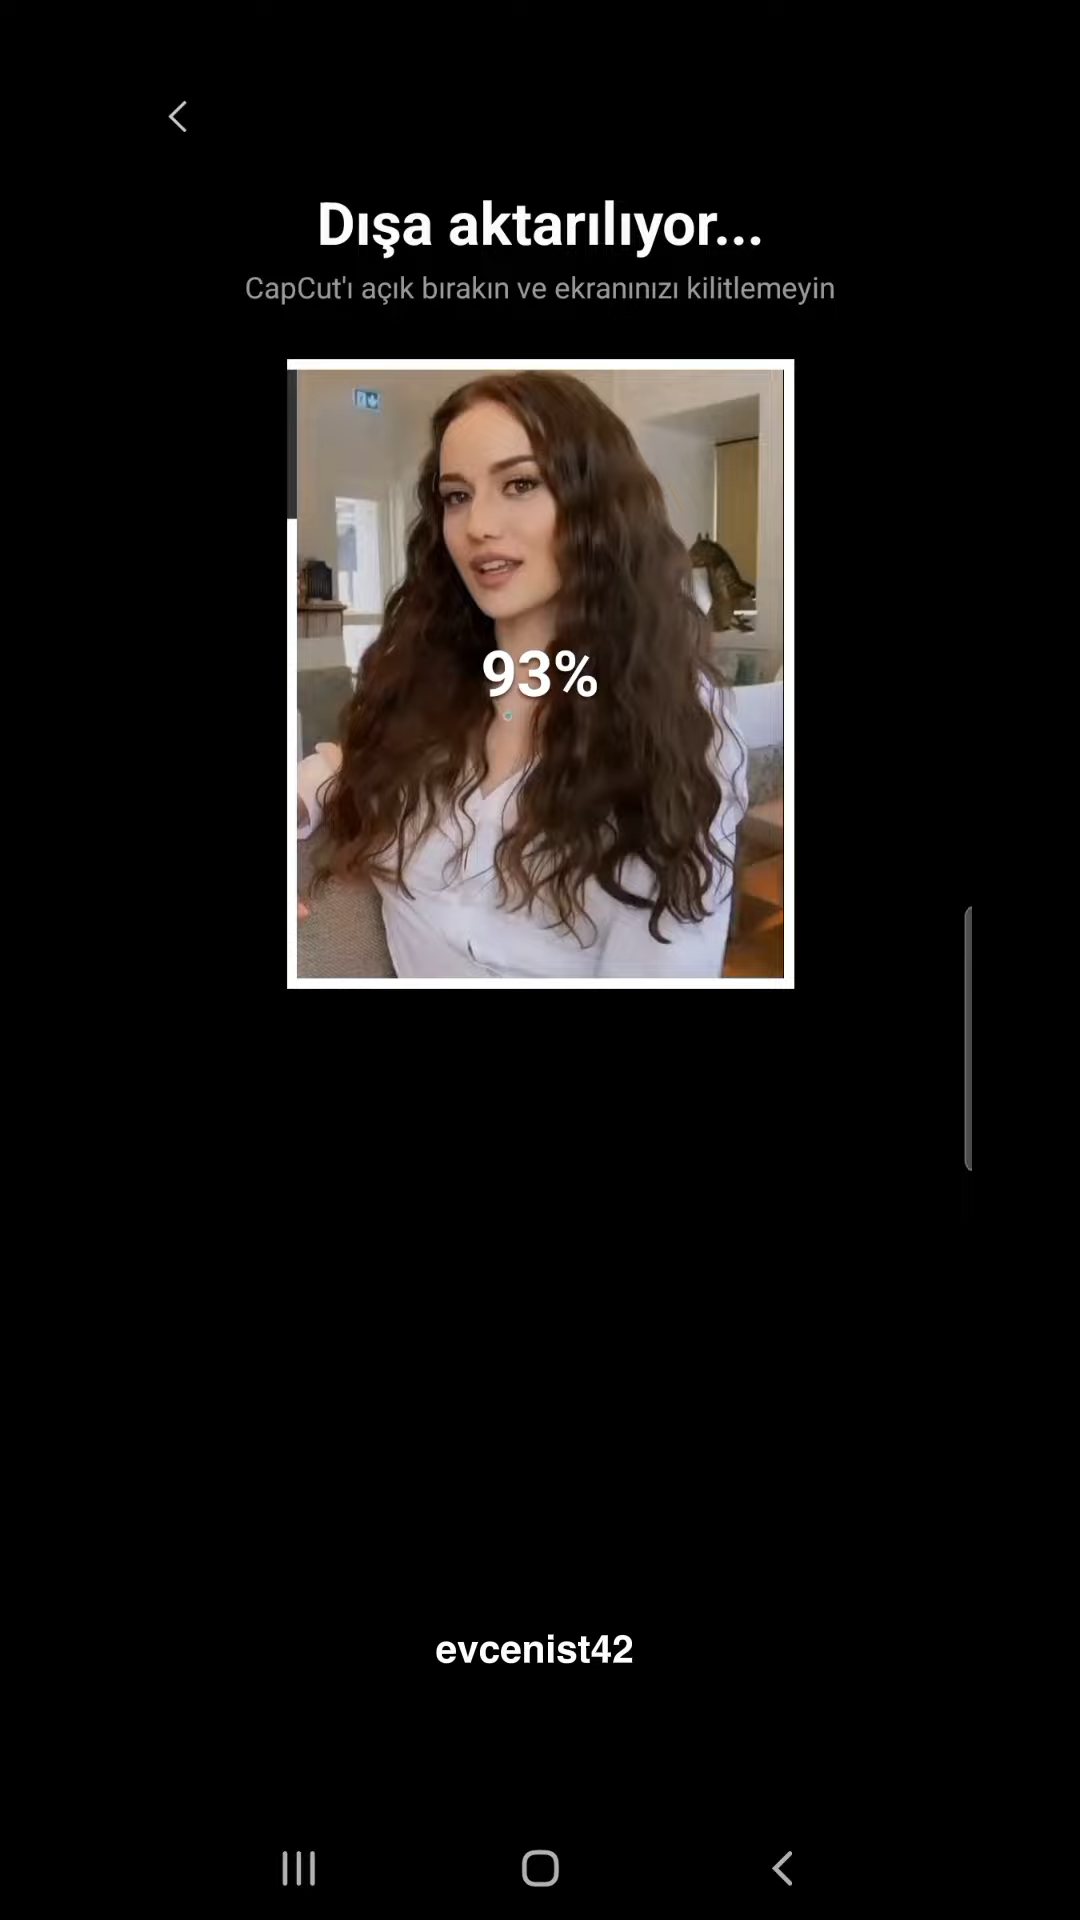 Dışa aktarılıyor...
CapCut'ı açık bırakın ve ekranınızı kilitlemeyin
93%
evcenist42